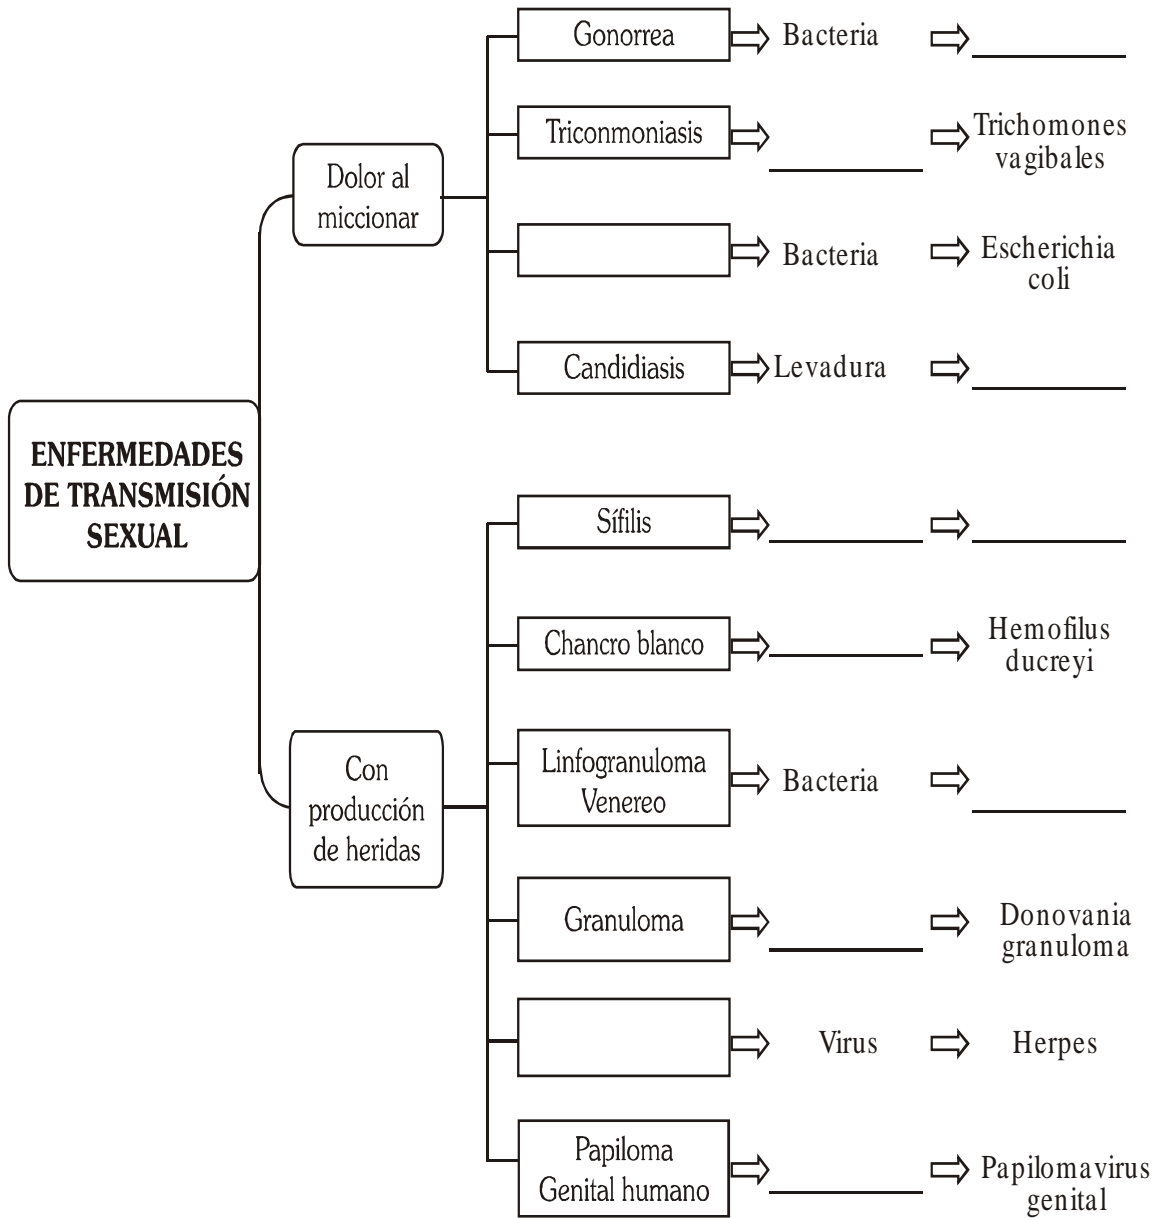 Gonorrea
Bacteria
Triconmoniasis
Trichomones
vagibales
Dolor al
miccionar
Bacteria
Escherichia
coli
Candidiasis
Levadura
ENFERMEDADES
DE TRANSMISIÓN
SEXUAL
Sífilis
Chancro blanco
Hemofilus
ducreyi
Con
producción
de heridas
Linfogranuloma
Venereo
Bacteria
Granuloma
Donovania
granuloma
Virus
Herpes
Papiloma
Genital humano
Papilomavirus
genital